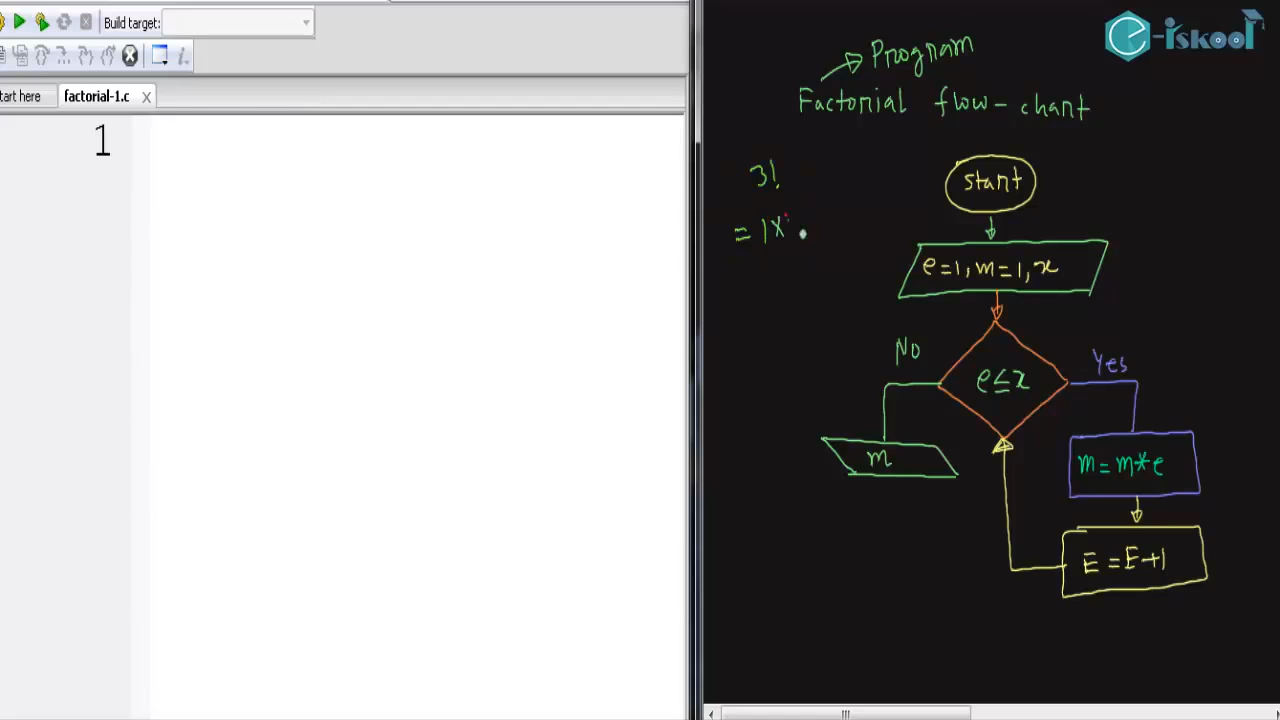 Build target:
tart here
factorial-1.c
1
e-iskool
Program
Factorial flow-chart
3!
= 1x
start
e=1, m=1, x
e≤x
No
Yes
m
m=m*e
E=E+1